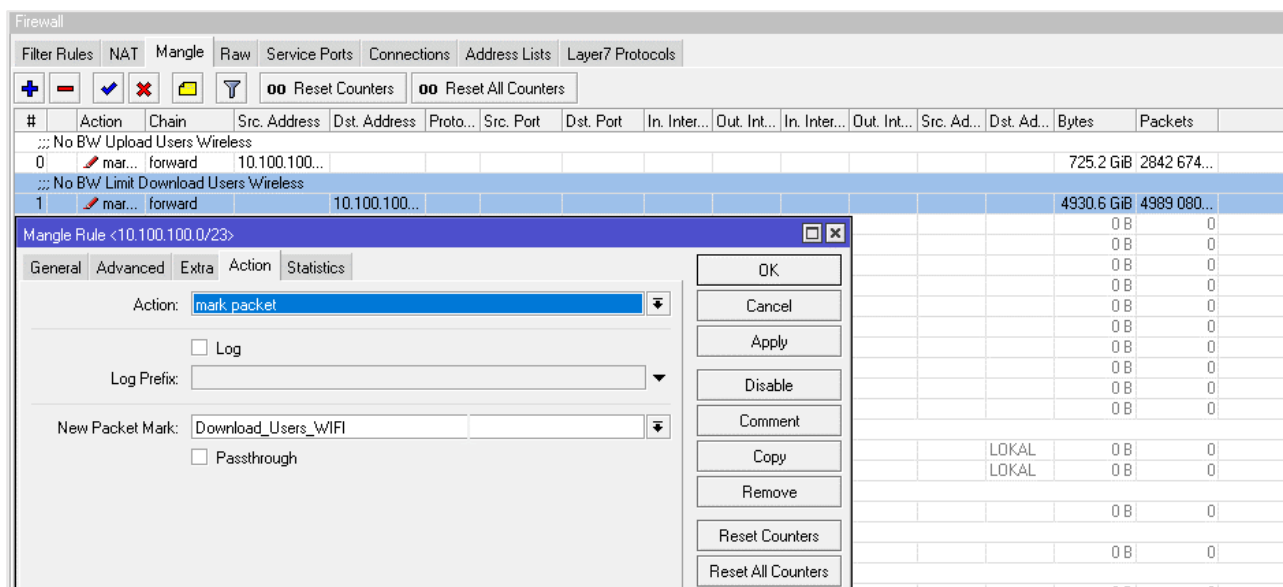 Firewall
Filter Rules NAT Mangle Raw Service Ports Connections Address Lists Layer7 Protocols
00 Reset Counters 00 Reset All Counters
# Action Chain Src. Address Dst. Address Proto... Src. Port Dst. Port In. Inter... Out. Int... In. Inter... Out. Int... Src. Ad... Dst. Ad... Bytes Packets
;;; No BW Upload Users Wireless
0 mar... forward 10.100.100... 725.2 GiB 2842 674...
;;; No BW Limit Download Users Wireless
1 mar... forward 10.100.100... 4930.6 GiB 4989 080...
0 B 0
0 B 0
0 B 0
0 B 0
0 B 0
0 B 0
0 B 0
0 B 0
0 B 0
0 B 0
LOKAL 0 B 0
LOKAL 0 B 0
0 B 0
0 B 0
Mangle Rule <10.100.100.0/23>
General Advanced Extra Action Statistics
Action: mark packet
Log
Log Prefix:
New Packet Mark: Download_Users_WIFI
Passthrough
OK
Cancel
Apply
Disable
Comment
Copy
Remove
Reset Counters
Reset All Counters